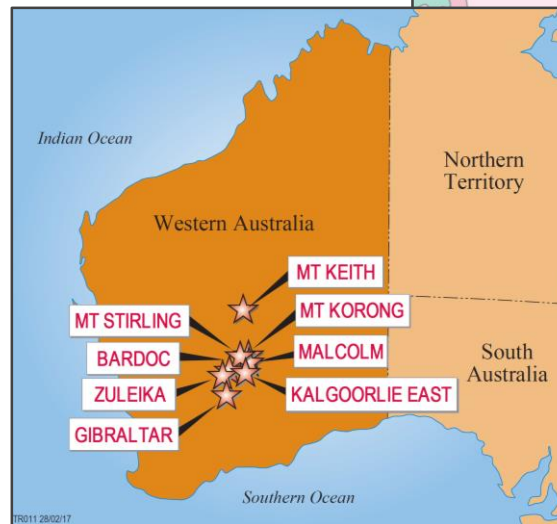 Indian Ocean
Northern
Territory
Western Australia
MT KEITH
MT STIRLING
MT KORONG
BARDOC
MALCOLM
South
Australia
ZULEIKA
KALGOORLIE EAST
GIBRALTAR
Southern Ocean
TR011 28/02/17